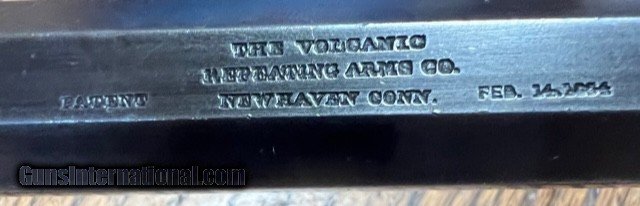 THE VOLCANIC
REPEATING ARMS CO.
PATENT NEW HAVEN CONN. FEB. 14, 1854
GunsInternational.com